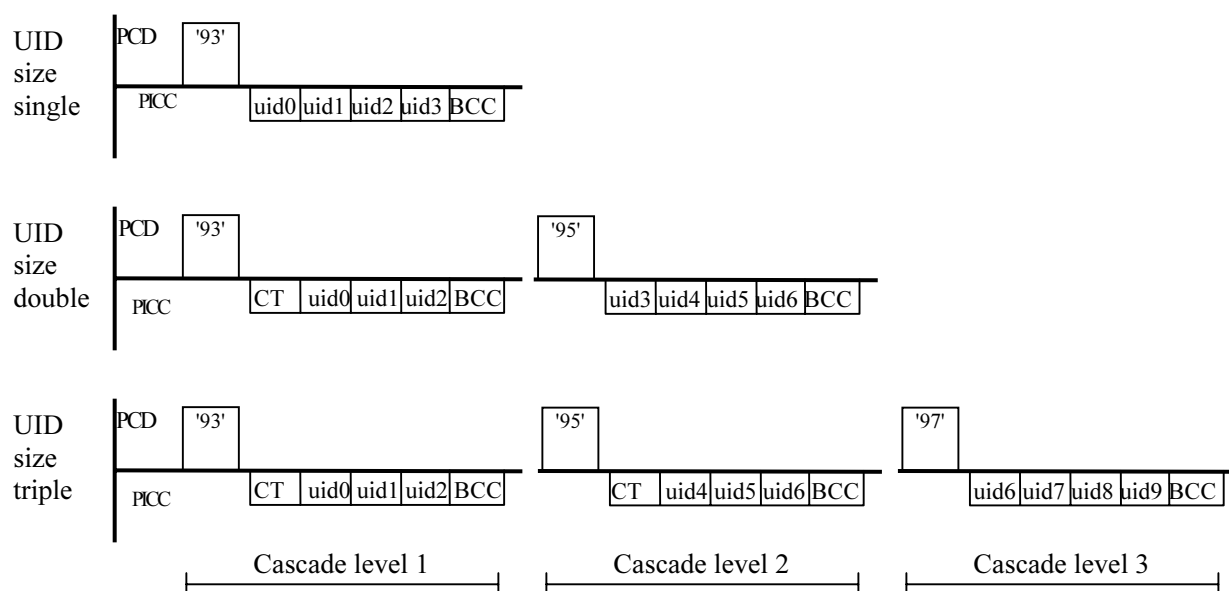 UID size single
PCD
'93'
PICC
uid0 uid1 uid2 uid3 BCC
UID size double
PCD
'93'
'95'
PICC
CT uid0 uid1 uid2 BCC
uid3 uid4 uid5 uid6 BCC
UID size triple
PCD
'93'
'95'
'97'
PICC
CT uid0 uid1 uid2 BCC
CT uid4 uid5 uid6 BCC
uid6 uid7 uid8 uid9 BCC
Cascade level 1
Cascade level 2
Cascade level 3